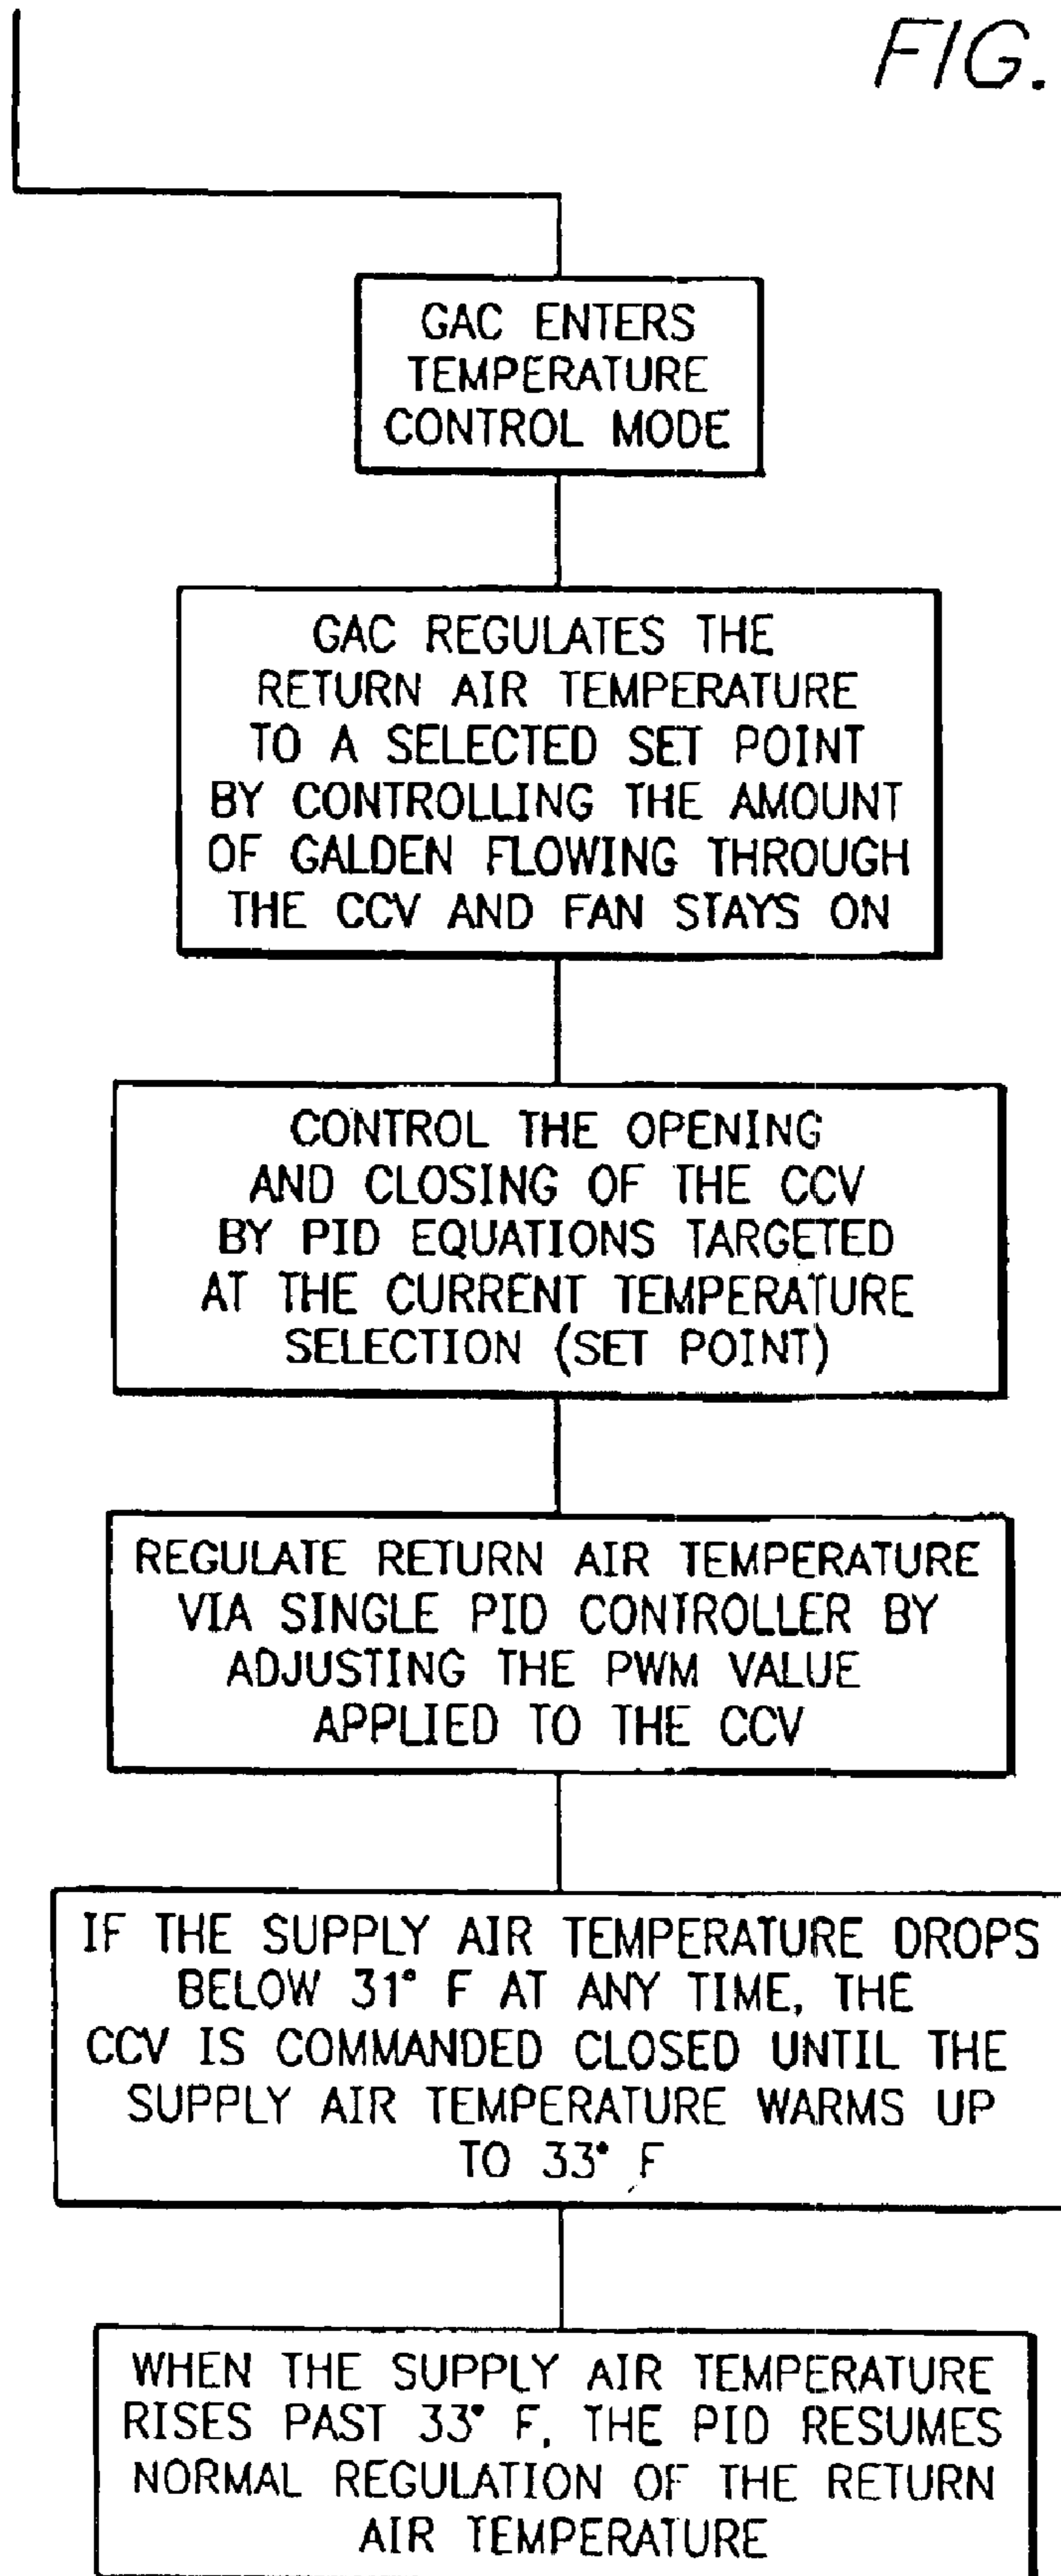 FIG.
GAC ENTERS
TEMPERATURE
CONTROL MODE
GAC REGULATES THE
RETURN AIR TEMPERATURE
TO A SELECTED SET POINT
BY CONTROLLING THE AMOUNT
OF GALDEN FLOWING THROUGH
THE CCV AND FAN STAYS ON
CONTROL THE OPENING
AND CLOSING OF THE CCV
BY PID EQUATIONS TARGETED
AT THE CURRENT TEMPERATURE
SELECTION (SET POINT)
REGULATE RETURN AIR TEMPERATURE
VIA SINGLE PID CONTROLLER BY
ADJUSTING THE PWM VALUE
APPLIED TO THE CCV
IF THE SUPPLY AIR TEMPERATURE DROPS
BELOW 31° F AT ANY TIME, THE
CCV IS COMMANDED CLOSED UNTIL THE
SUPPLY AIR TEMPERATURE WARMS UP
TO 33° F
WHEN THE SUPPLY AIR TEMPERATURE
RISES PAST 33° F, THE PID RESUMES
NORMAL REGULATION OF THE RETURN
AIR TEMPERATURE